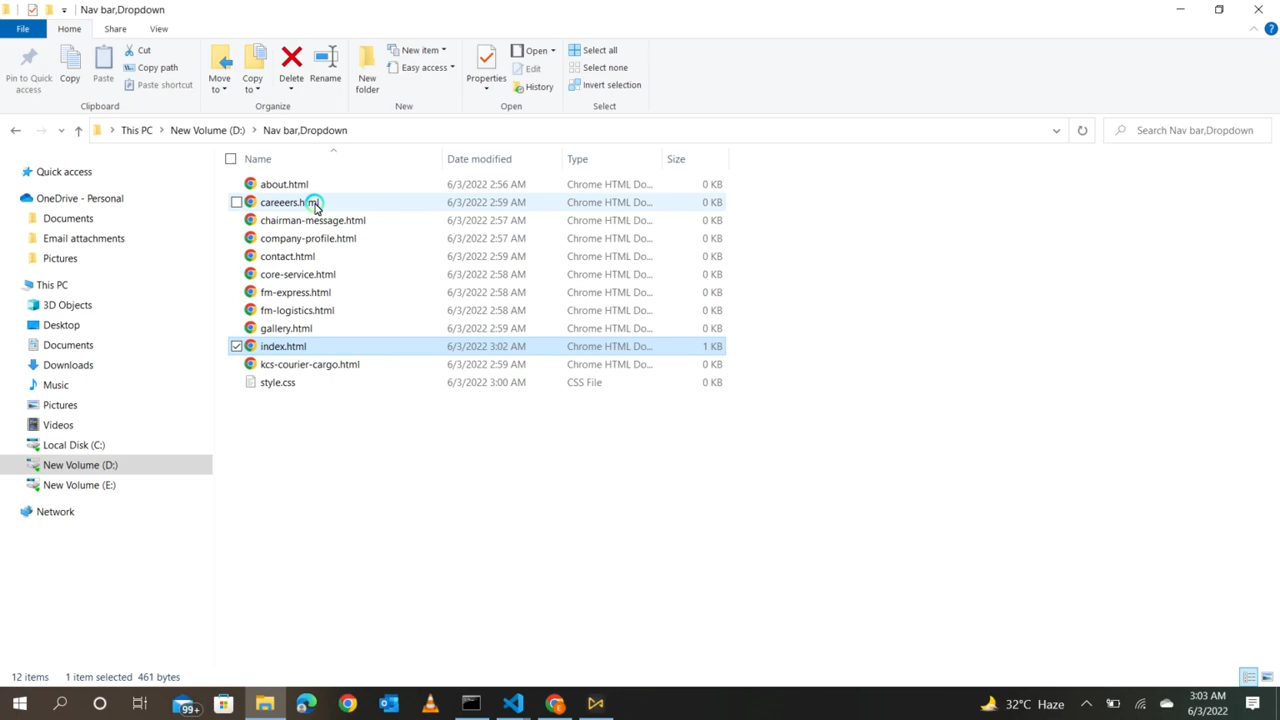 Nav bar,Dropdown
File Home Share View
Pin to Quick access
Copy
Paste
Cut
Copy path
Paste shortcut
Clipboard
Move to
Copy to
Delete
Rename
Organize
New folder
New item
Easy access
New
Properties
Open
Edit
History
Open
Select all
Select none
Invert selection
Select
This PC New Volume (D:) Nav bar,Dropdown
Search Nav bar,Dropdown
Quick access
OneDrive - Personal
Documents
Email attachments
Pictures
This PC
3D Objects
Desktop
Documents
Downloads
Music
Pictures
Videos
Local Disk (C:)
New Volume (D:)
New Volume (E:)
Network
Name Date modified Type Size
about.html 6/3/2022 2:56 AM Chrome HTML Do... 0 KB
careeers.html 6/3/2022 2:59 AM Chrome HTML Do... 0 KB
chairman-message.html 6/3/2022 2:57 AM Chrome HTML Do... 0 KB
company-profile.html 6/3/2022 2:57 AM Chrome HTML Do... 0 KB
contact.html 6/3/2022 2:59 AM Chrome HTML Do... 0 KB
core-service.html 6/3/2022 2:58 AM Chrome HTML Do... 0 KB
fm-express.html 6/3/2022 2:58 AM Chrome HTML Do... 0 KB
fm-logistics.html 6/3/2022 2:58 AM Chrome HTML Do... 0 KB
gallery.html 6/3/2022 2:59 AM Chrome HTML Do... 0 KB
index.html 6/3/2022 3:02 AM Chrome HTML Do... 1 KB
kcs-courier-cargo.html 6/3/2022 2:59 AM Chrome HTML Do... 0 KB
style.css 6/3/2022 3:00 AM CSS File 0 KB
12 items 1 item selected 461 bytes
99+
32°C Haze
3:03 AM
6/3/2022